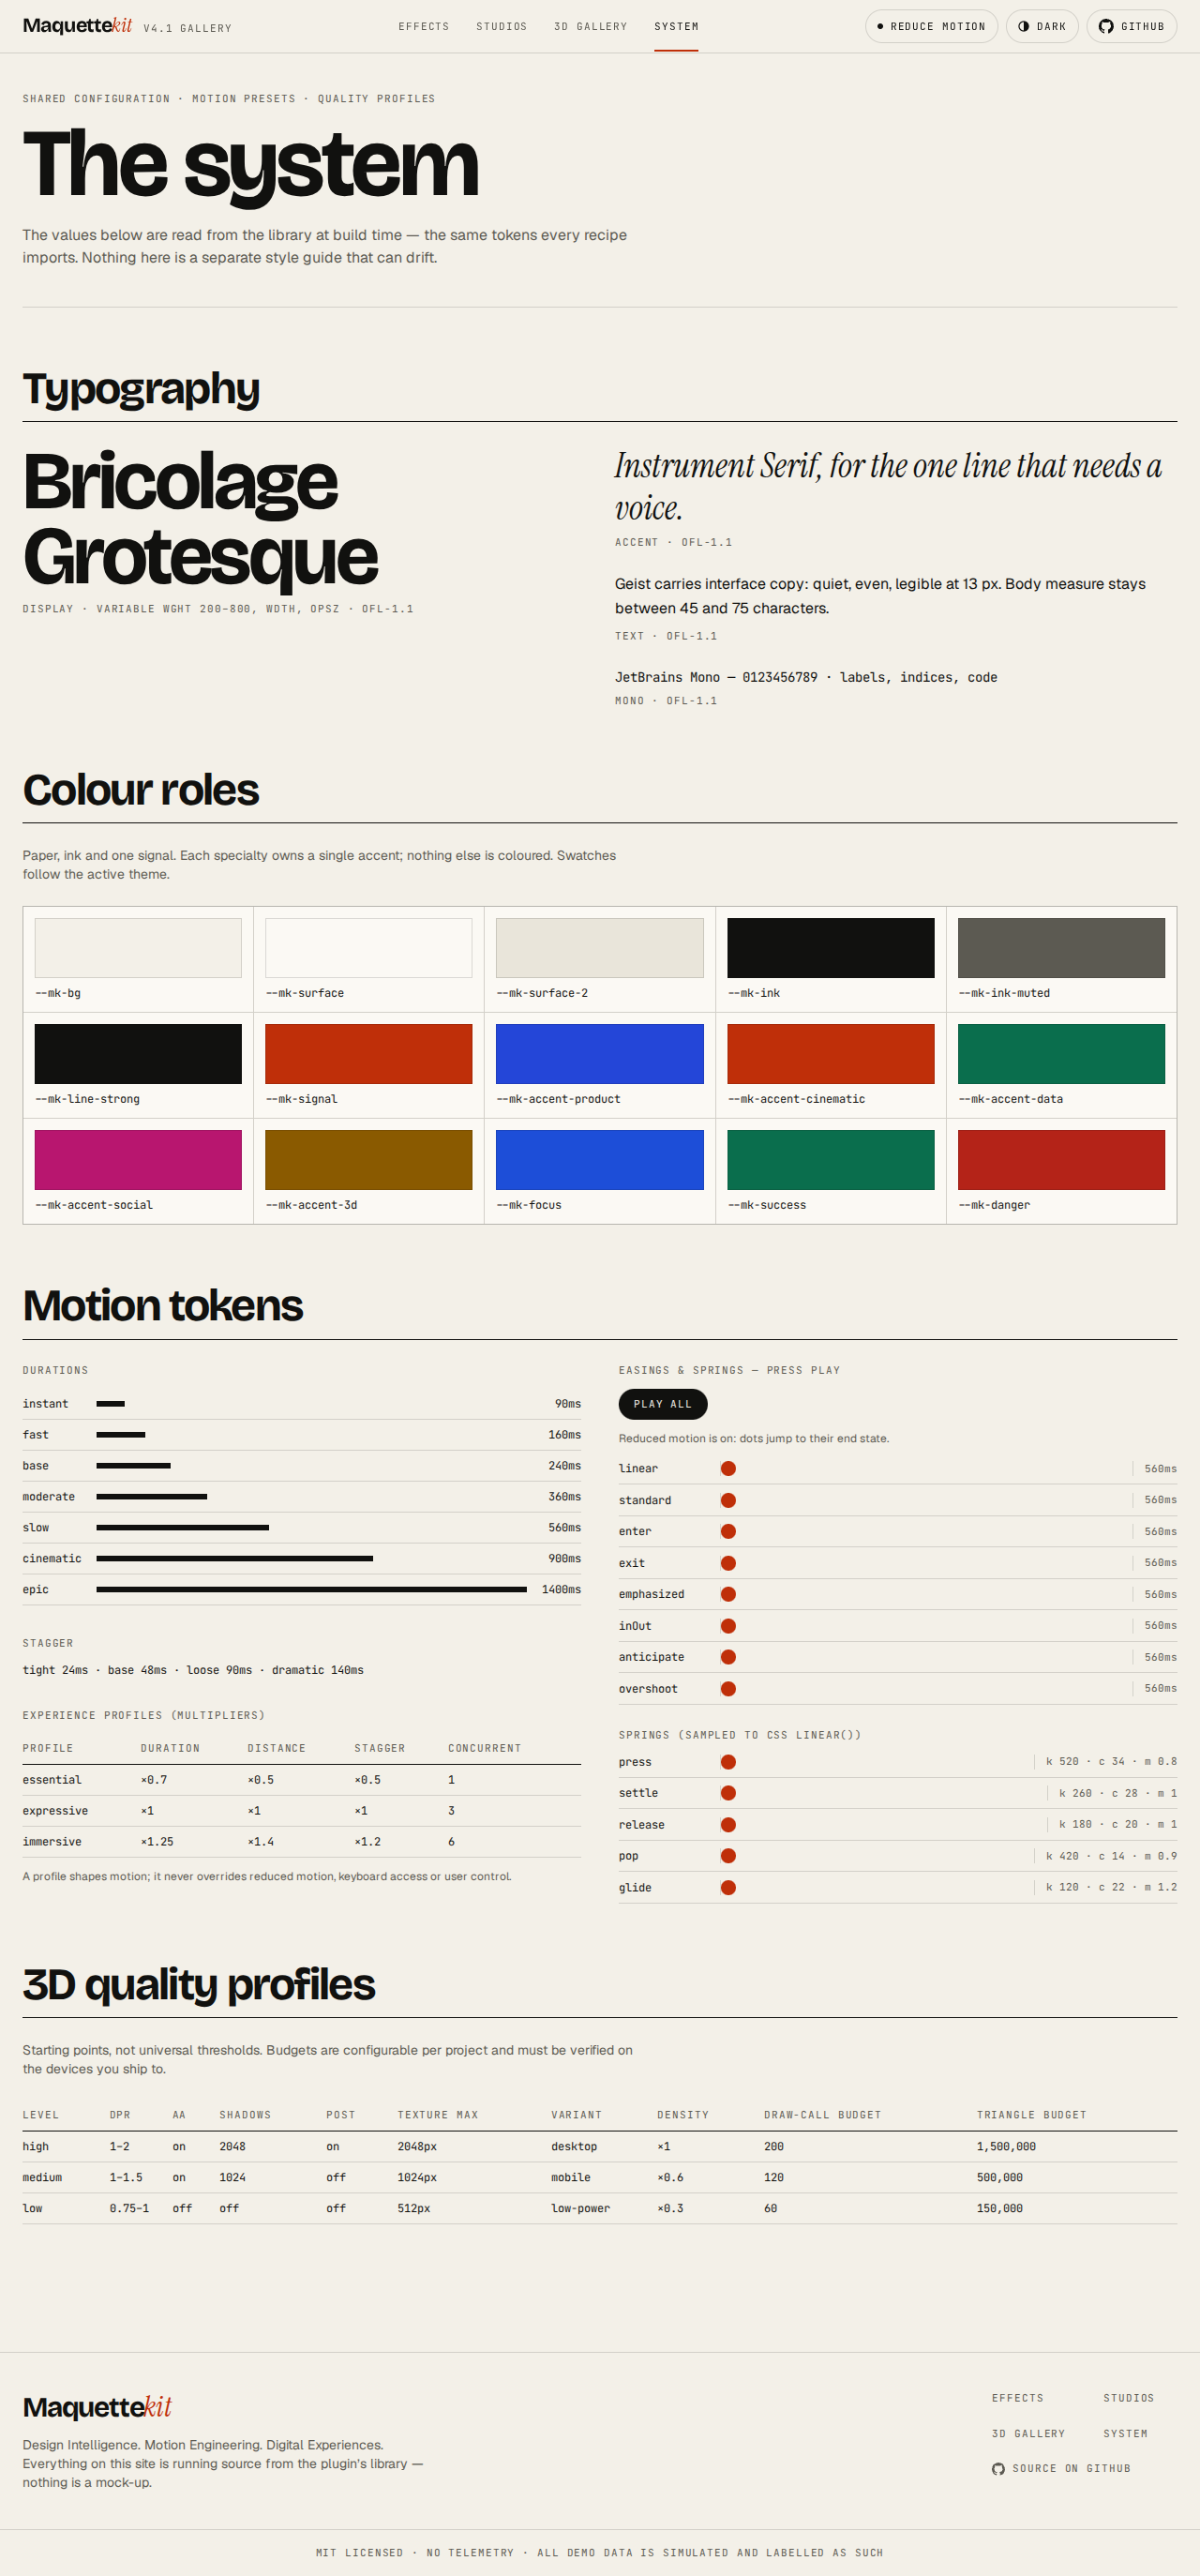 Maquettekit V4.1 GALLERY
EFFECTS STUDIOS 3D GALLERY SYSTEM
REDUCE MOTION DARK GITHUB
SHARED CONFIGURATION · MOTION PRESETS · QUALITY PROFILES
The system
The values below are read from the library at build time — the same tokens every recipe
imports. Nothing here is a separate style guide that can drift.
Typography
Bricolage
Grotesque
DISPLAY · VARIABLE WGHT 200–800, WDTH, OPSZ · OFL-1.1
Instrument Serif, for the one line that needs a
voice.
ACCENT · OFL-1.1
Geist carries interface copy: quiet, even, legible at 13 px. Body measure stays
between 45 and 75 characters.
TEXT · OFL-1.1
JetBrains Mono — 0123456789 · labels, indices, code
MONO · OFL-1.1
Colour roles
Paper, ink and one signal. Each specialty owns a single accent; nothing else is coloured. Swatches
follow the active theme.
--mk-bg --mk-surface --mk-surface-2 --mk-ink --mk-ink-muted
--mk-line-strong --mk-signal --mk-accent-product --mk-accent-cinematic --mk-accent-data
--mk-accent-social --mk-accent-3d --mk-focus --mk-success --mk-danger
Motion tokens
DURATIONS
instant 90ms
fast 160ms
base 240ms
moderate 360ms
slow 560ms
cinematic 900ms
epic 1400ms
STAGGER
tight 24ms · base 48ms · loose 90ms · dramatic 140ms
EXPERIENCE PROFILES (MULTIPLIERS)
PROFILE DURATION DISTANCE STAGGER CONCURRENT
essential ×0.7 ×0.5 ×0.5 1
expressive ×1 ×1 ×1 3
immersive ×1.25 ×1.4 ×1.2 6
A profile shapes motion; it never overrides reduced motion, keyboard access or user control.
EASINGS & SPRINGS — PRESS PLAY
PLAY ALL
Reduced motion is on: dots jump to their end state.
linear 560ms
standard 560ms
enter 560ms
exit 560ms
emphasized 560ms
inOut 560ms
anticipate 560ms
overshoot 560ms
SPRINGS (SAMPLED TO CSS LINEAR())
press k 520 · c 34 · m 0.8
settle k 260 · c 28 · m 1
release k 180 · c 20 · m 1
pop k 420 · c 14 · m 0.9
glide k 120 · c 22 · m 1.2
3D quality profiles
Starting points, not universal thresholds. Budgets are configurable per project and must be verified on
the devices you ship to.
LEVEL DPR AA SHADOWS POST TEXTURE MAX VARIANT DENSITY DRAW-CALL BUDGET TRIANGLE BUDGET
high 1–2 on 2048 on 2048px desktop ×1 200 1,500,000
medium 1–1.5 on 1024 off 1024px mobile ×0.6 120 500,000
low 0.75–1 off off off 512px low-power ×0.3 60 150,000
Maquettekit
Design Intelligence. Motion Engineering. Digital Experiences.
Everything on this site is running source from the plugin's library —
nothing is a mock-up.
EFFECTS STUDIOS
3D GALLERY SYSTEM
SOURCE ON GITHUB
MIT LICENSED · NO TELEMETRY · ALL DEMO DATA IS SIMULATED AND LABELLED AS SUCH